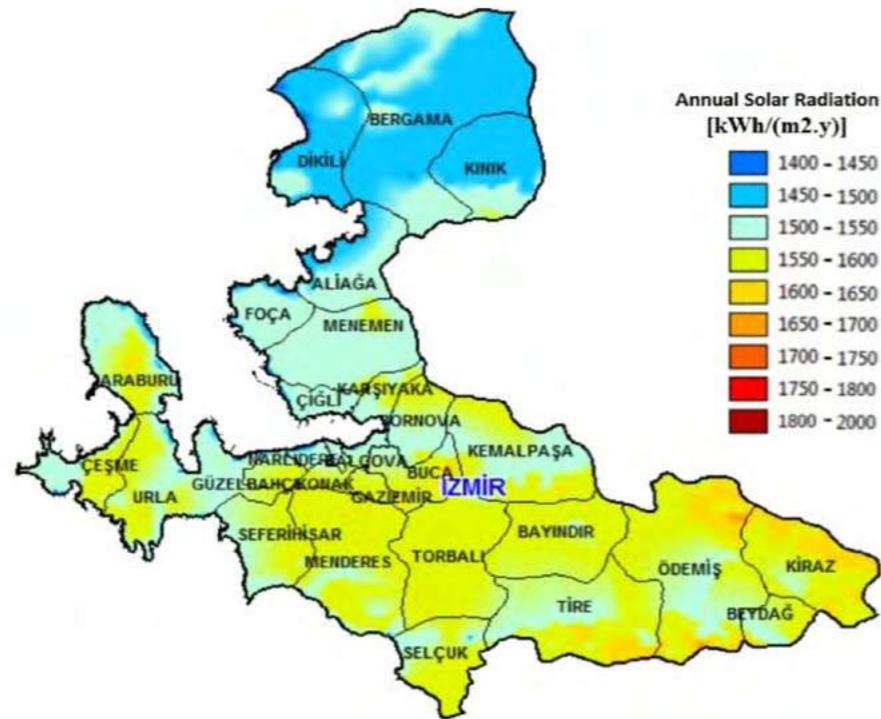 Annual Solar Radiation
[kWh/(m2.y)]
1400 - 1450
1450 - 1500
1500 - 1550
1550 - 1600
1600 - 1650
1650 - 1700
1700 - 1750
1750 - 1800
1800 - 2000
BERGAMA
DİKİLİ
KINIK
ALİAĞA
FOÇA
MENEMEN
ARABURU
KARŞIYAKA
ÇİĞLİ
BORNOVA
KEMALPAŞA
NARLIDERE
BALÇOVA
ÇEŞME
BUCA
URLA
GÜZELBAHÇE
KONAK
GAZİEMİR
İZMİR
SEFERİHİSAR
BAYINDIR
MENDERES
TORBALI
ÖDEMİŞ
KİRAZ
TİRE
BEYDAĞ
SELÇUK